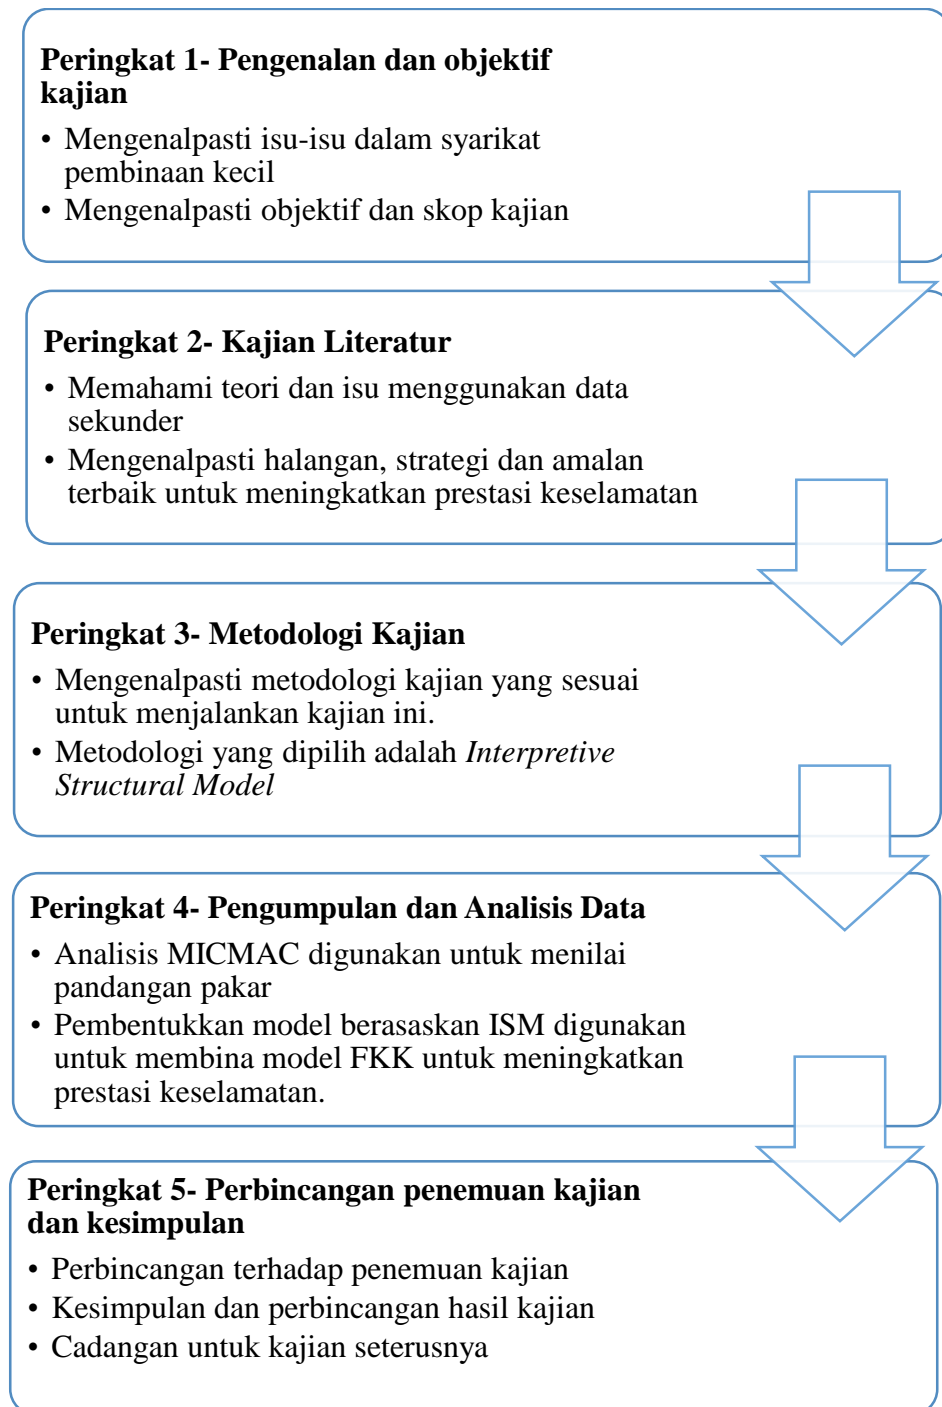 Peringkat 1- Pengenalan dan objektif
kajian
• Mengenalpasti isu-isu dalam syarikat
pembinaan kecil
• Mengenalpasti objektif dan skop kajian
Peringkat 2- Kajian Literatur
• Memahami teori dan isu menggunakan data
sekunder
• Mengenalpasti halangan, strategi dan amalan
terbaik untuk meningkatkan prestasi keselamatan
Peringkat 3- Metodologi Kajian
• Mengenalpasti metodologi kajian yang sesuai
untuk menjalankan kajian ini.
• Metodologi yang dipilih adalah Interpretive
Structural Model
Peringkat 4- Pengumpulan dan Analisis Data
• Analisis MICMAC digunakan untuk menilai
pandangan pakar
• Pembentukkan model berasaskan ISM digunakan
untuk membina model FKK untuk meningkatkan
prestasi keselamatan.
Peringkat 5- Perbincangan penemuan kajian
dan kesimpulan
• Perbincangan terhadap penemuan kajian
• Kesimpulan dan perbincangan hasil kajian
• Cadangan untuk kajian seterusnya